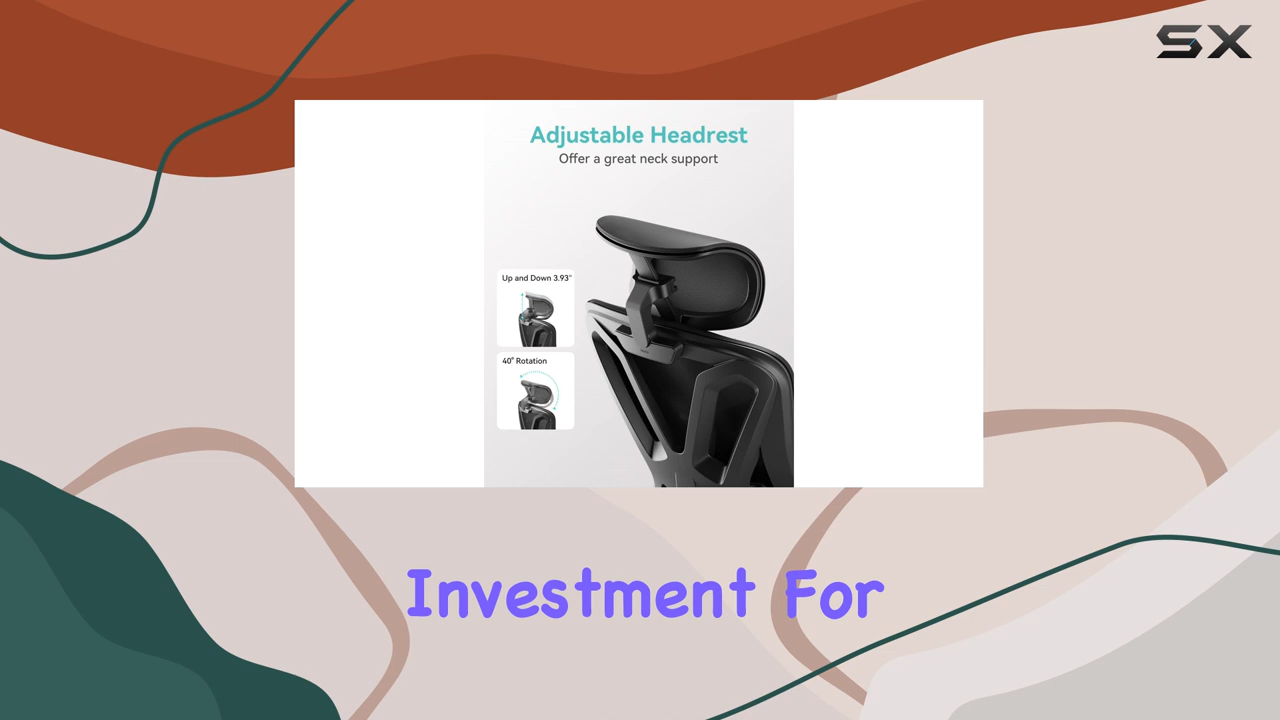 SX
Adjustable Headrest
Offer a great neck support
Up and Down 3.93"
40° Rotation
Investment For